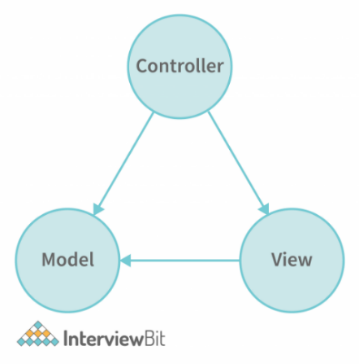 Controller
Model
View
InterviewBit